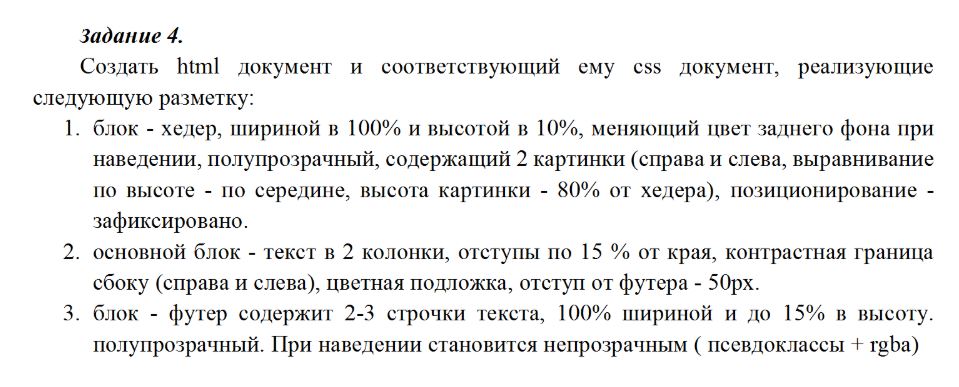 Задание 4.
Создать html документ и соответствующий ему css документ, реализующие
следующую разметку:
1. блок - хедер, шириной в 100% и высотой в 10%, меняющий цвет заднего фона при
наведении, полупрозрачный, содержащий 2 картинки (справа и слева, выравнивание
по высоте - по середине, высота картинки - 80% от хедера), позиционирование -
зафиксировано.
2. основной блок - текст в 2 колонки, отступы по 15 % от края, контрастная граница
сбоку (справа и слева), цветная подложка, отступ от футера - 50px.
3. блок - футер содержит 2-3 строчки текста, 100% шириной и до 15% в высоту.
полупрозрачный. При наведении становится непрозрачным ( псевдоклассы + rgba)